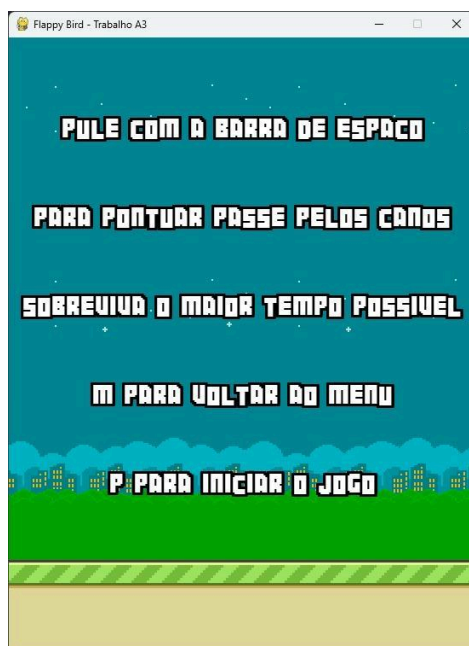 Flappy Bird - Trabalho A3
PULE COM A BARRA DE ESPACO
PARA PONTUAR PASSE PELOS CANOS
SOBREVIVA O MAIOR TEMPO POSSIVEL
M PARA VOLTAR AO MENU
P PARA INICIAR O JOGO